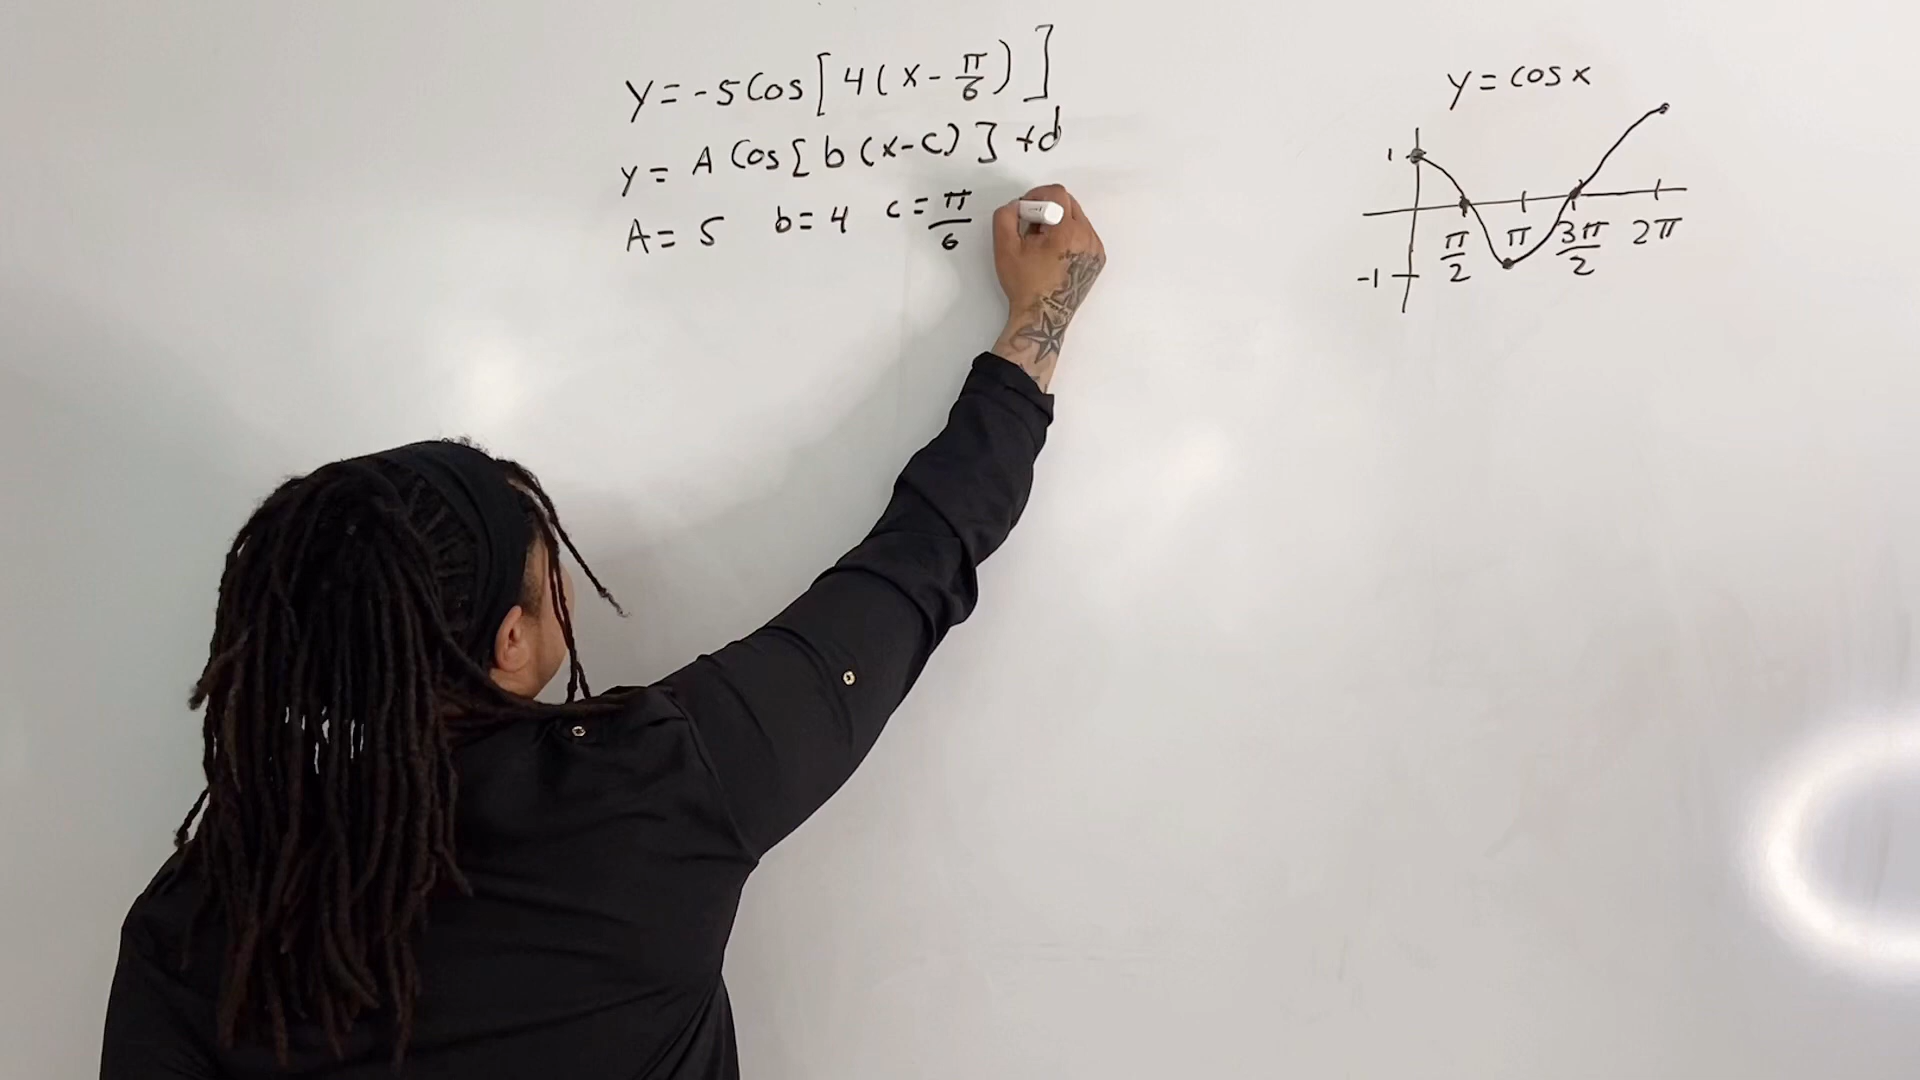 y = -5 cos [ 4 ( x - π/6 ) ]
y = A cos [ b ( x - c ) ] + d
A = 5 b = 4 c = π/6
y = cos x
1
-1
π/2 π 3π/2 2π